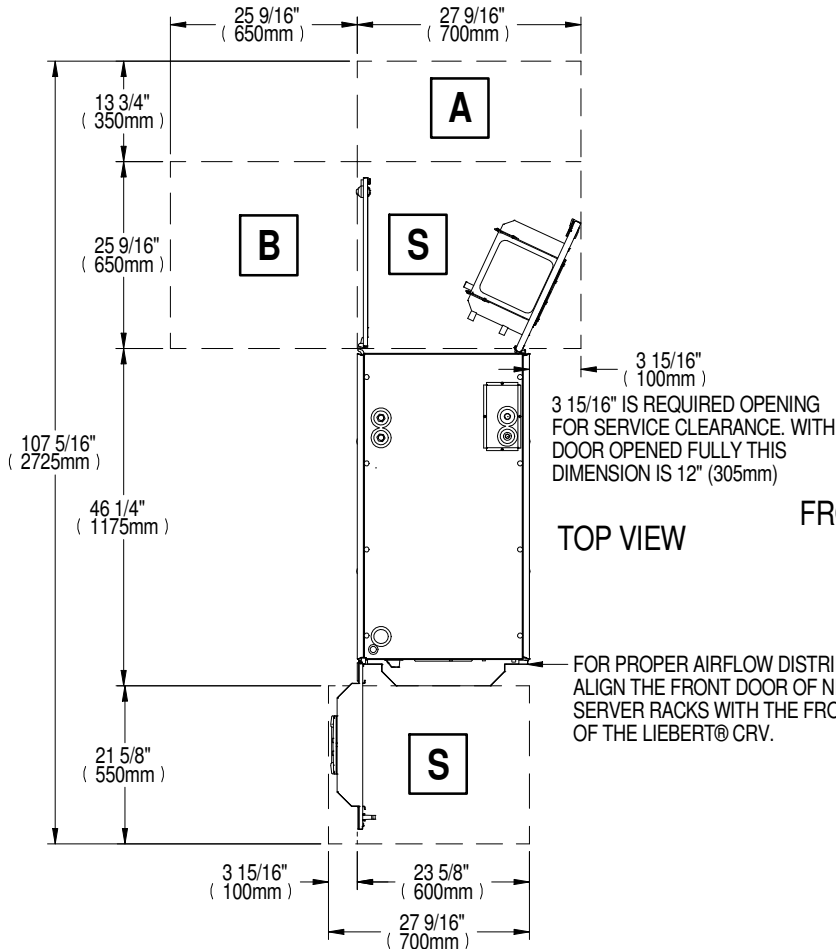 25 9/16"
( 650mm )
27 9/16"
( 700mm )
13 3/4"
( 350mm )
A
25 9/16"
( 650mm )
B
S
3 15/16"
( 100mm )
3 15/16" IS REQUIRED OPENING
FOR SERVICE CLEARANCE. WITH
DOOR OPENED FULLY THIS
DIMENSION IS 12" (305mm)
107 5/16"
( 2725mm )
46 1/4"
( 1175mm )
TOP VIEW
FRO
FOR PROPER AIRFLOW DISTRI
ALIGN THE FRONT DOOR OF N
SERVER RACKS WITH THE FRO
OF THE LIEBERT® CRV.
21 5/8"
( 550mm )
S
3 15/16"
( 100mm )
23 5/8"
( 600mm )
27 9/16"
( 700mm )